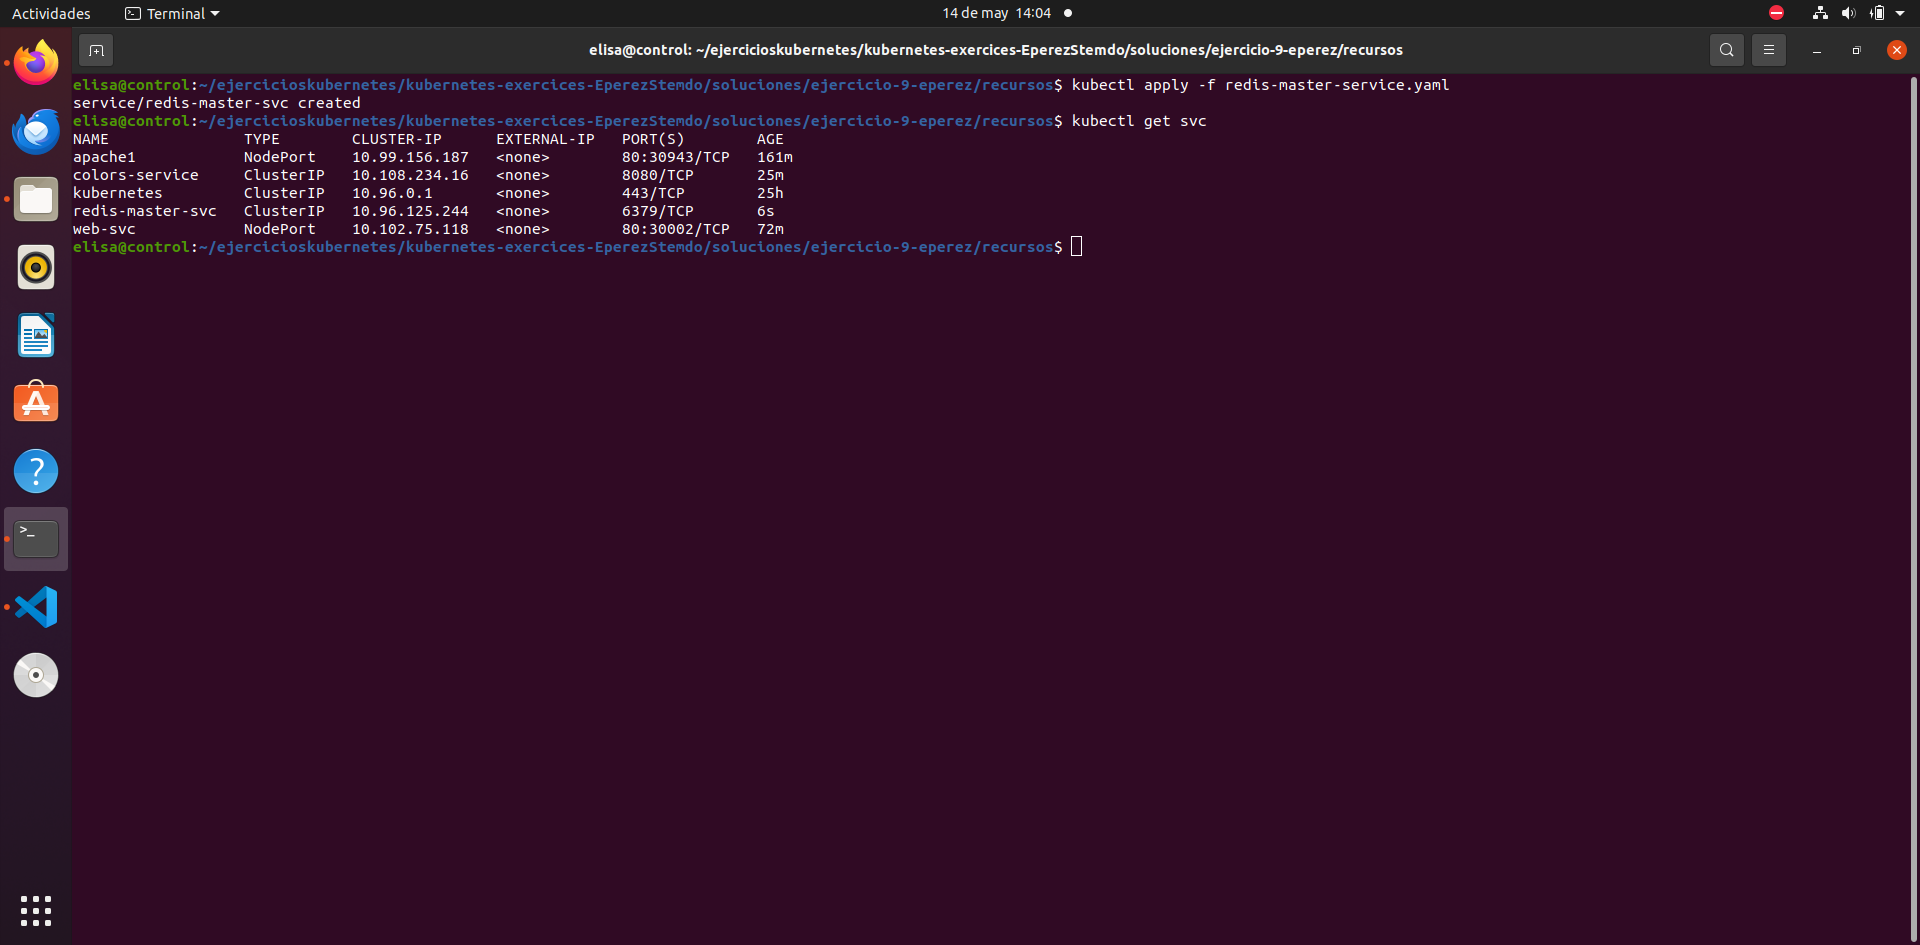 Actividades Terminal 14 de may 14:04
elisa@control: ~/ejercicioskubernetes/kubernetes-exercices-EperezStemdo/soluciones/ejercicio-9-eperez/recursos
elisa@control:~/ejercicioskubernetes/kubernetes-exercices-EperezStemdo/soluciones/ejercicio-9-eperez/recursos$ kubectl apply -f redis-master-service.yaml
service/redis-master-svc created
elisa@control:~/ejercicioskubernetes/kubernetes-exercices-EperezStemdo/soluciones/ejercicio-9-eperez/recursos$ kubectl get svc
NAME TYPE CLUSTER-IP EXTERNAL-IP PORT(S) AGE
apache1 NodePort 10.99.156.187 <none> 80:30943/TCP 161m
colors-service ClusterIP 10.108.234.16 <none> 8080/TCP 25m
kubernetes ClusterIP 10.96.0.1 <none> 443/TCP 25h
redis-master-svc ClusterIP 10.96.125.244 <none> 6379/TCP 6s
web-svc NodePort 10.102.75.118 <none> 80:30002/TCP 72m
elisa@control:~/ejercicioskubernetes/kubernetes-exercices-EperezStemdo/soluciones/ejercicio-9-eperez/recursos$